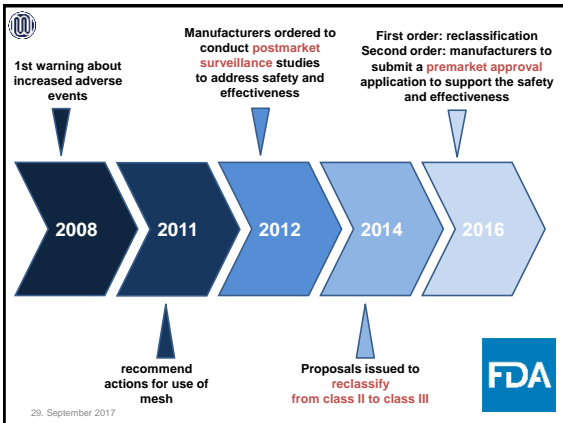 1st warning about
increased adverse
events
Manufacturers ordered to
conduct postmarket
surveillance studies
to address safety and
effectiveness
First order: reclassification
Second order: manufacturers to
submit a premarket approval
application to support the safety
and effectiveness
2008
2011
2012
2014
2016
recommend
actions for use of
mesh
Proposals issued to
reclassify
from class II to class III
FDA
29. September 2017